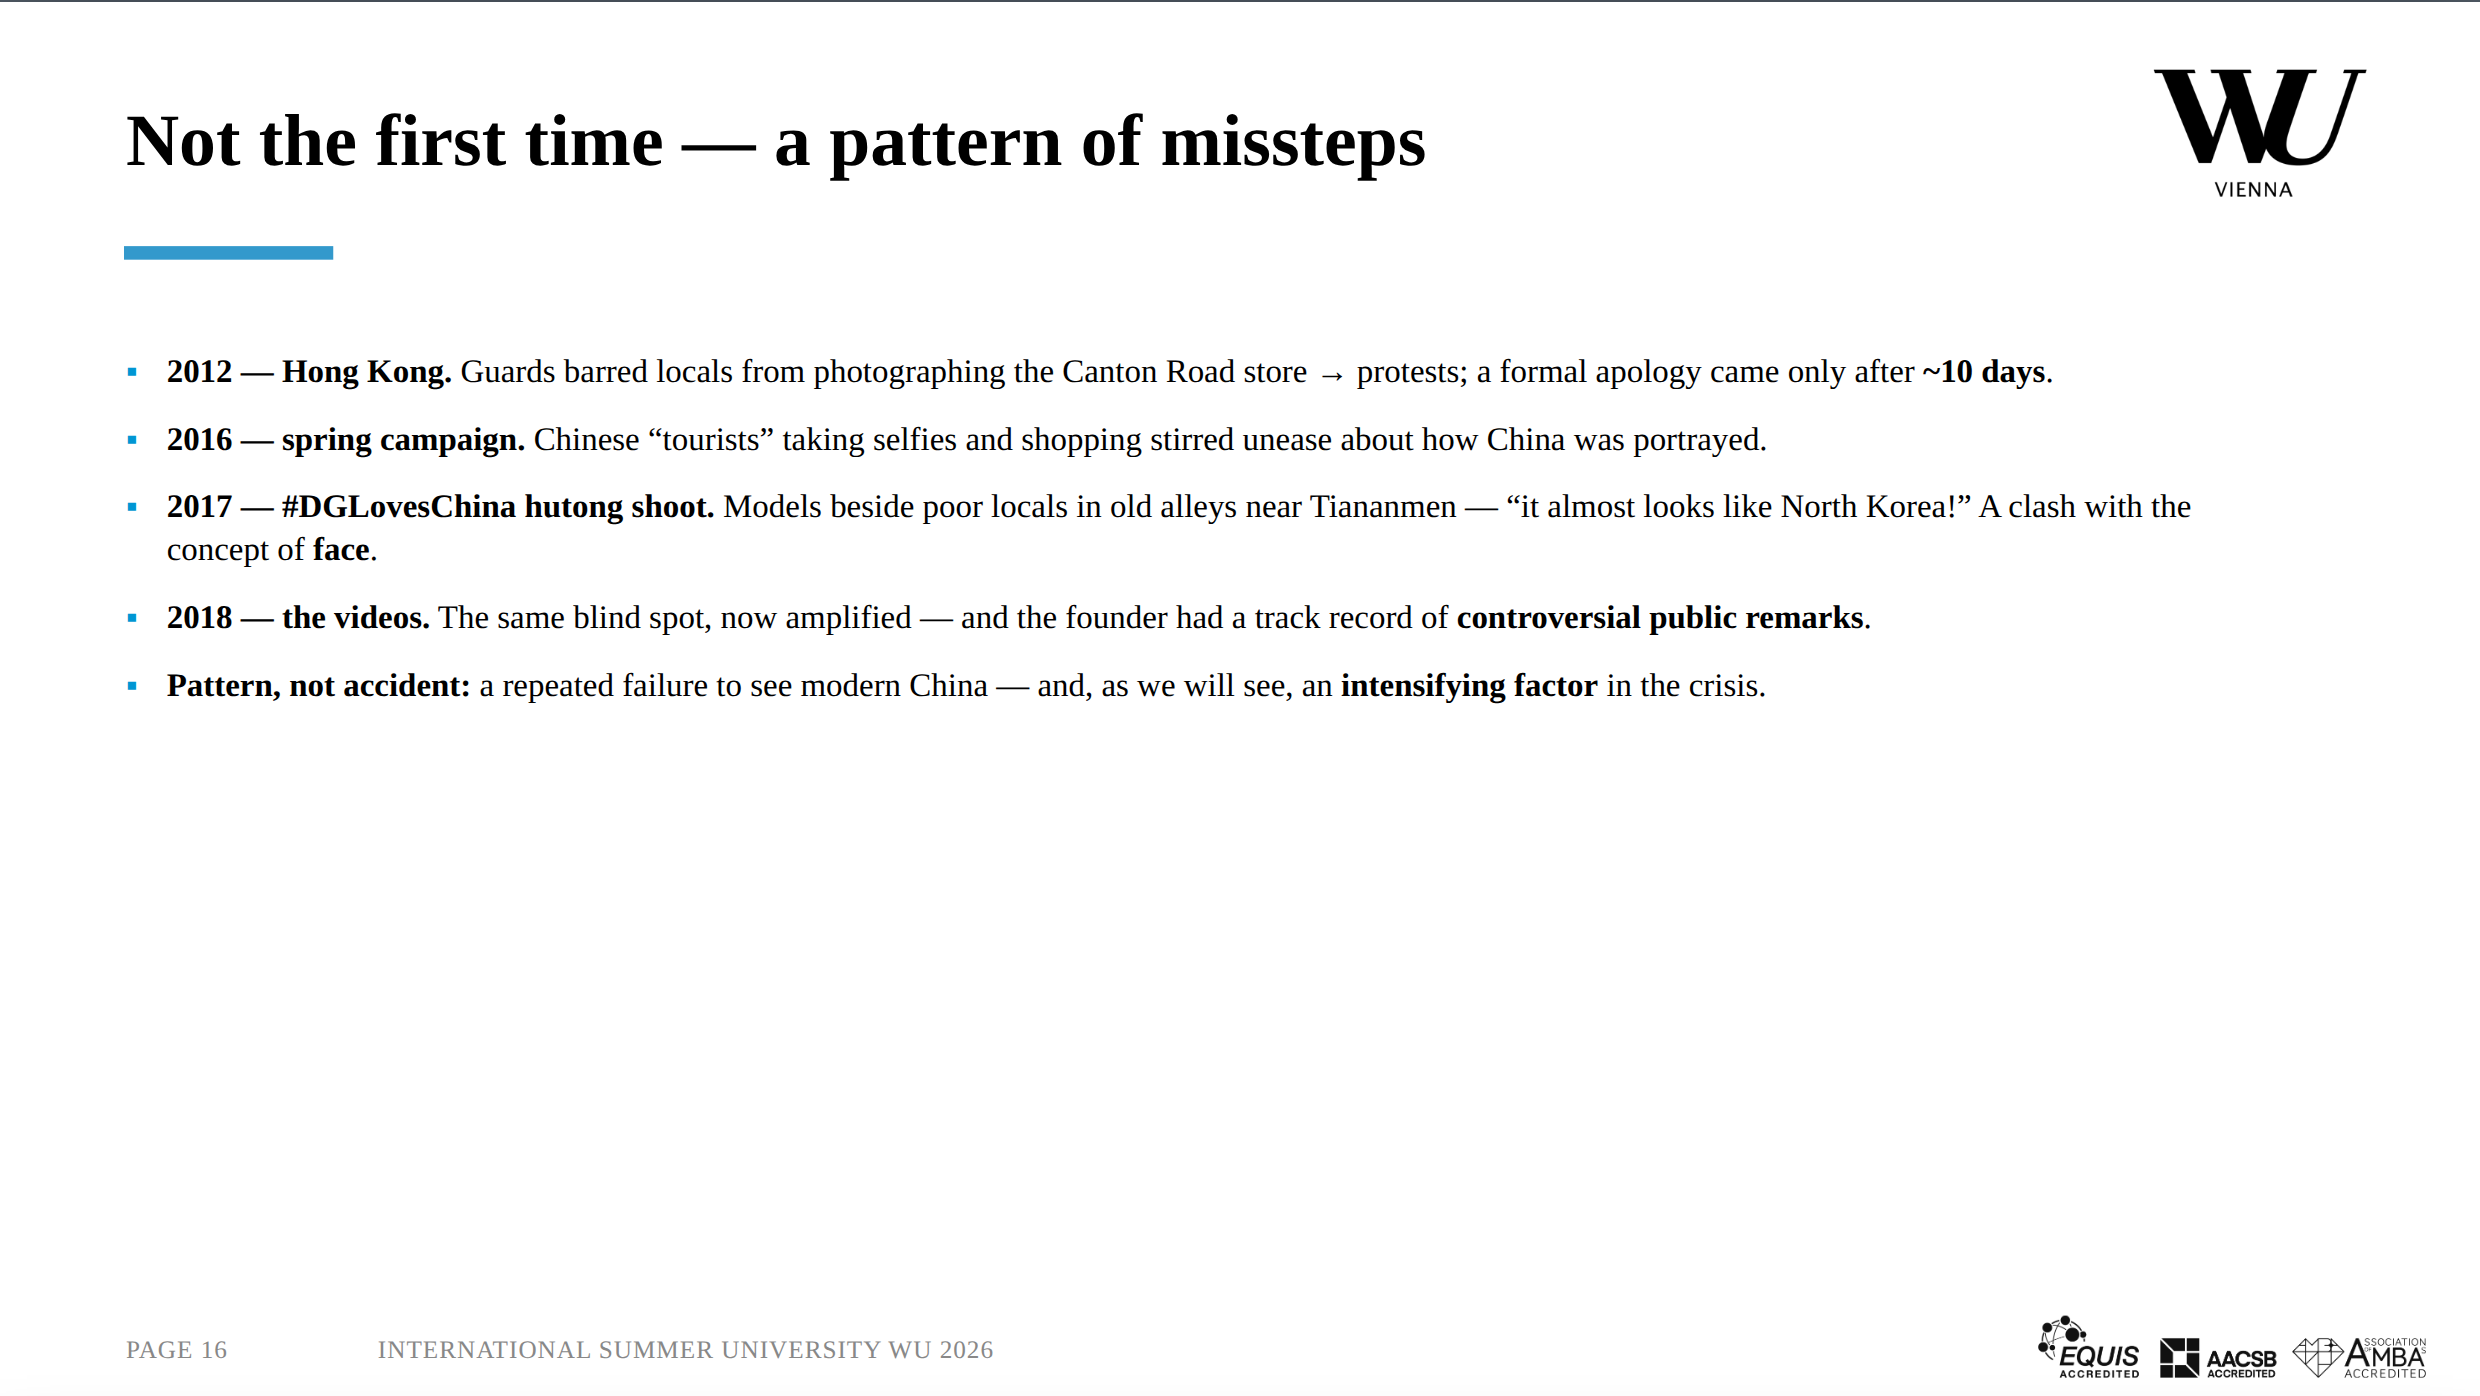 Not the first time — a pattern of missteps
WU
VIENNA
▪ 2012 — Hong Kong. Guards barred locals from photographing the Canton Road store → protests; a formal apology came only after ~10 days.
▪ 2016 — spring campaign. Chinese “tourists” taking selfies and shopping stirred unease about how China was portrayed.
▪ 2017 — #DGLovesChina hutong shoot. Models beside poor locals in old alleys near Tiananmen — “it almost looks like North Korea!” A clash with the
concept of face.
▪ 2018 — the videos. The same blind spot, now amplified — and the founder had a track record of controversial public remarks.
▪ Pattern, not accident: a repeated failure to see modern China — and, as we will see, an intensifying factor in the crisis.
PAGE 16
INTERNATIONAL SUMMER UNIVERSITY WU 2026
EQUIS
ACCREDITED
AACSB
ACCREDITED
ASSOCIATION
OF
AMBAS
ACCREDITED